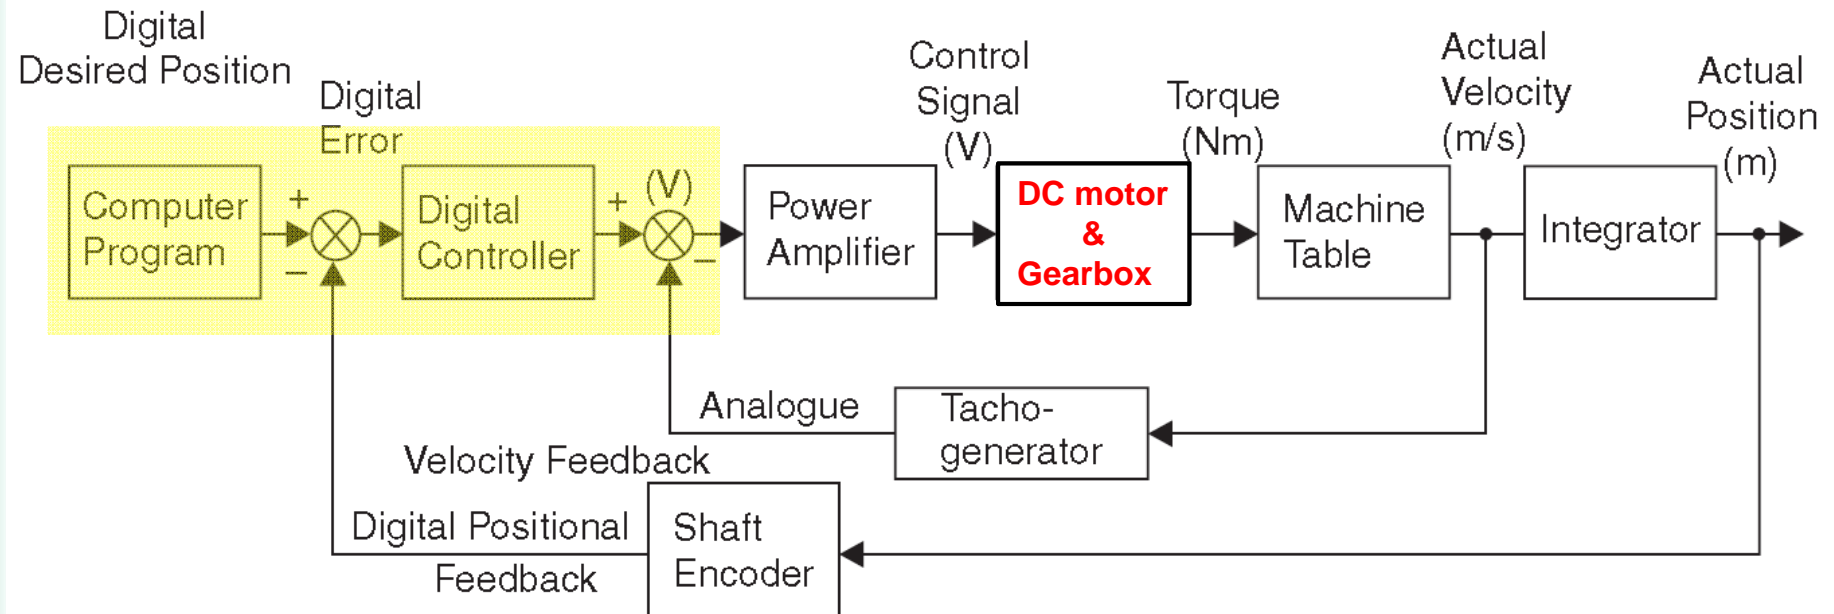 Digital
Desired Position
Digital
Error
Control
Signal
(V)
Torque
(Nm)
Actual
Velocity
(m/s)
Actual
Position
(m)
Computer
Program
+
−
Digital
Controller
+
(V)
−
Power
Amplifier
DC motor
&
Gearbox
Machine
Table
Integrator
Analogue
Tacho-
generator
Velocity Feedback
Digital Positional
Feedback
Shaft
Encoder